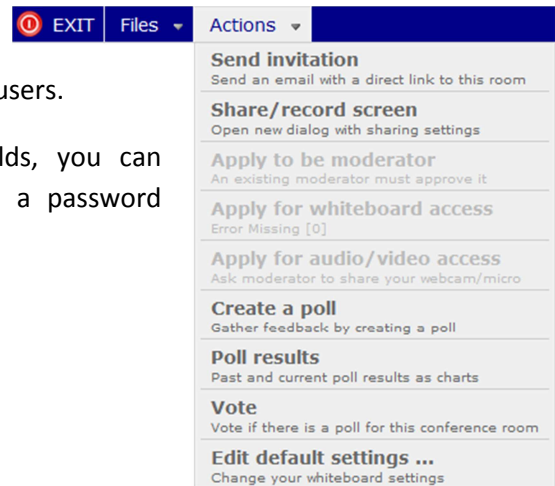 EXIT Files Actions
users.
lds, you can
a password
Send invitation
Send an email with a direct link to this room
Share/record screen
Open new dialog with sharing settings
Apply to be moderator
An existing moderator must approve it
Apply for whiteboard access
Error Missing [0]
Apply for audio/video access
Ask moderator to share your webcam/micro
Create a poll
Gather feedback by creating a poll
Poll results
Past and current poll results as charts
Vote
Vote if there is a poll for this conference room
Edit default settings ...
Change your whiteboard settings